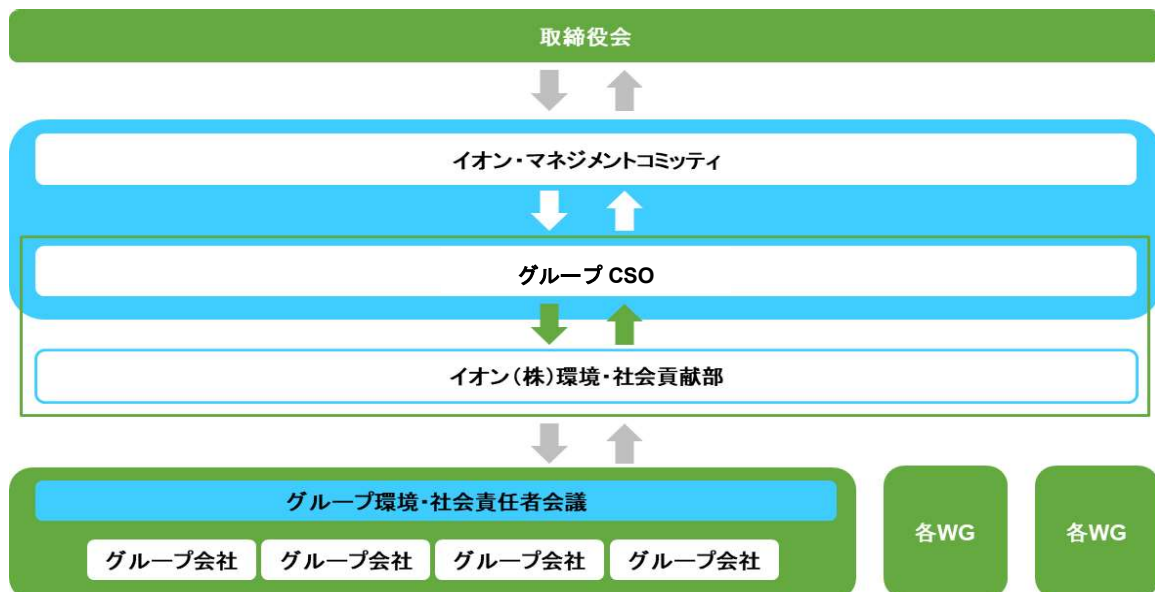 取締役会
イオン・マネジメントコミッティ
グループ CSO
イオン（株）環境・社会貢献部
グループ環境・社会責任者会議
グループ会社 グループ会社 グループ会社 グループ会社
各WG 各WG